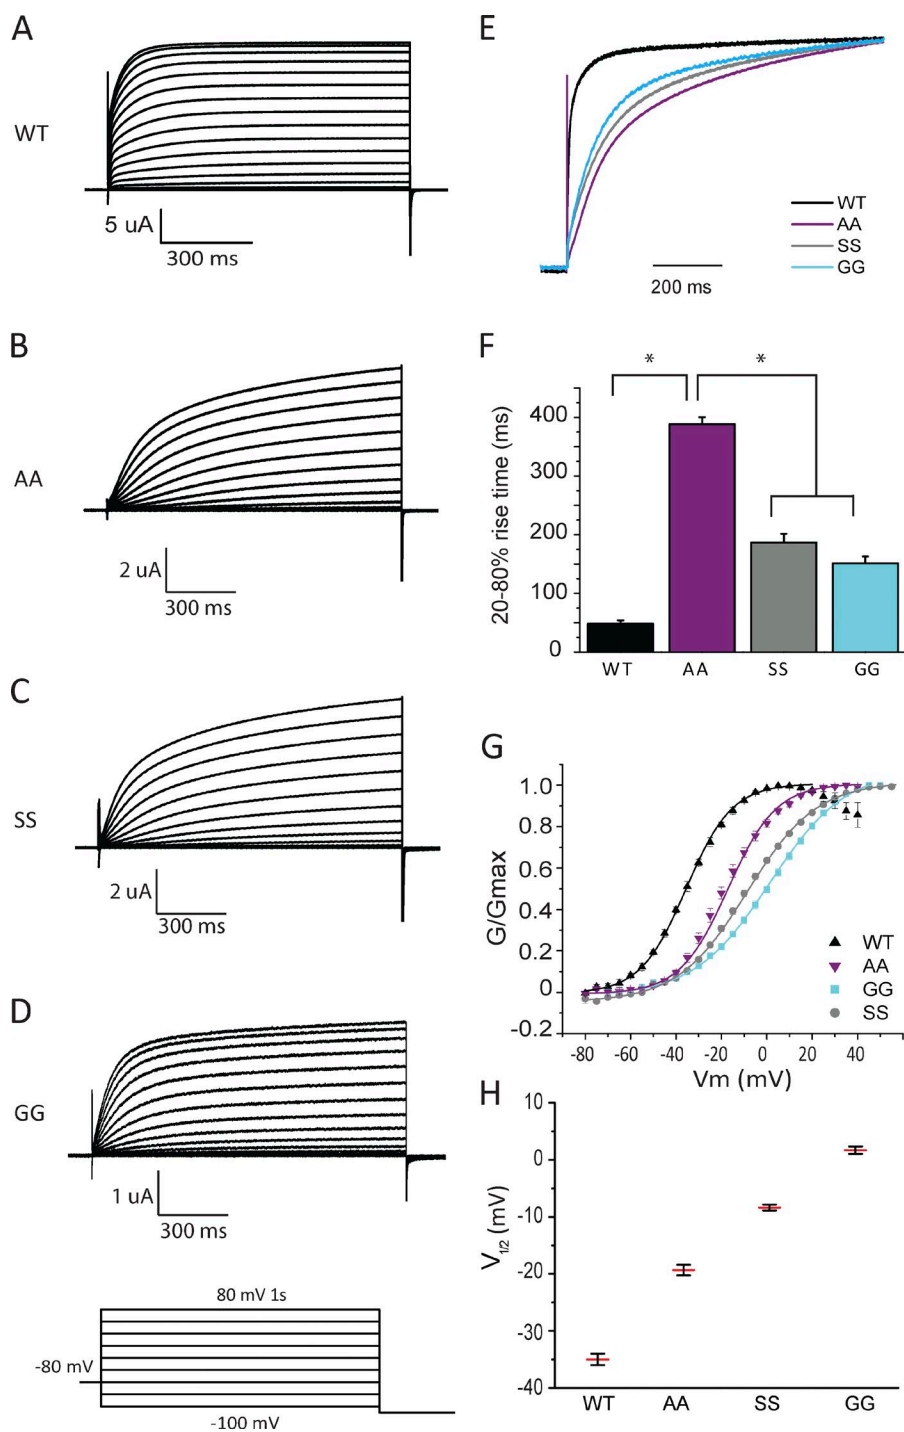 A
WT
5 uA
300 ms
B
AA
2 uA
300 ms
C
SS
2 uA
300 ms
D
GG
1 uA
300 ms
80 mV 1s
-80 mV
-100 mV
E
WT
AA
SS
GG
200 ms
F
* *
20-80% rise time (ms)
400
300
200
100
0
WT AA SS GG
G
G/Gmax
1.0
0.8
0.6
0.4
0.2
0
-0.2
WT
AA
GG
SS
-80 -60 -40 -20 0 20 40
Vm (mV)
H
V1/2 (mV)
10
0
-10
-20
-30
-40
WT AA SS GG